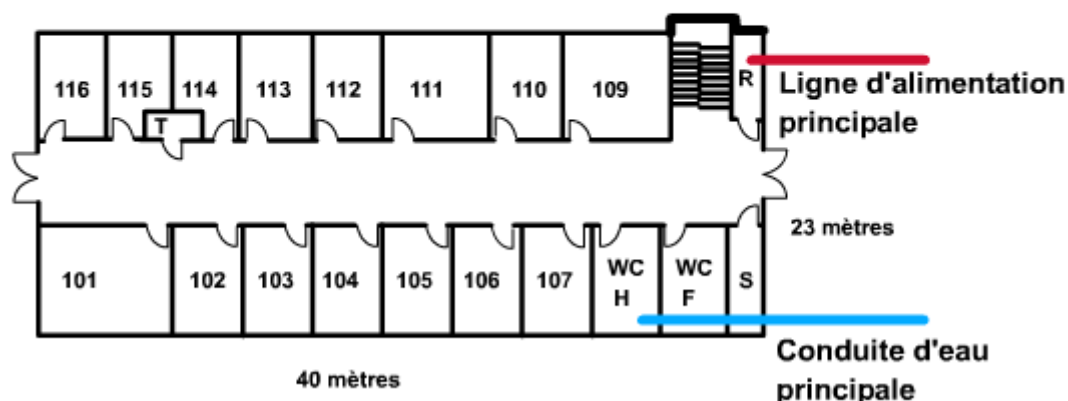 116
115
114
113
112
111
110
109
R
T
Ligne d'alimentation
principale
23 mètres
101
102
103
104
105
106
107
WC
H
WC
F
S
Conduite d'eau
principale
40 mètres